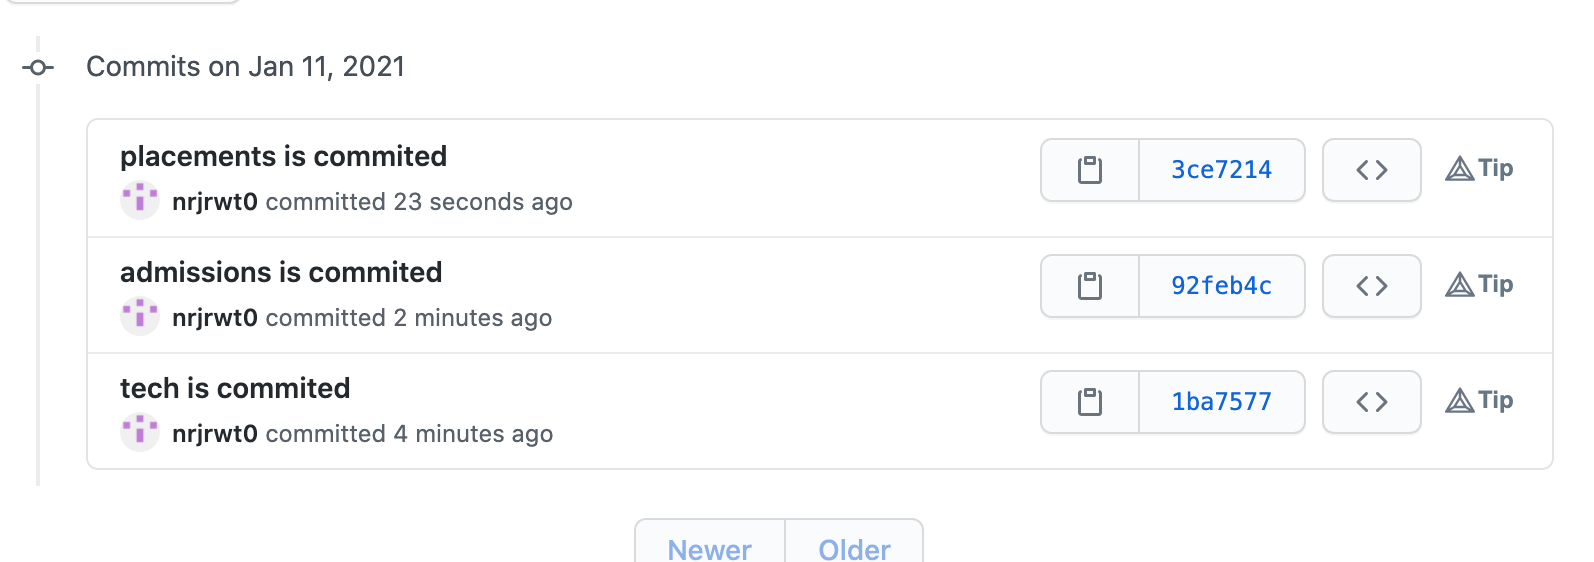 Commits on Jan 11, 2021
placements is commited
3ce7214
Tip
nrjrwt0 committed 23 seconds ago
admissions is commited
92feb4c
Tip
nrjrwt0 committed 2 minutes ago
tech is commited
1ba7577
Tip
nrjrwt0 committed 4 minutes ago
Newer Older